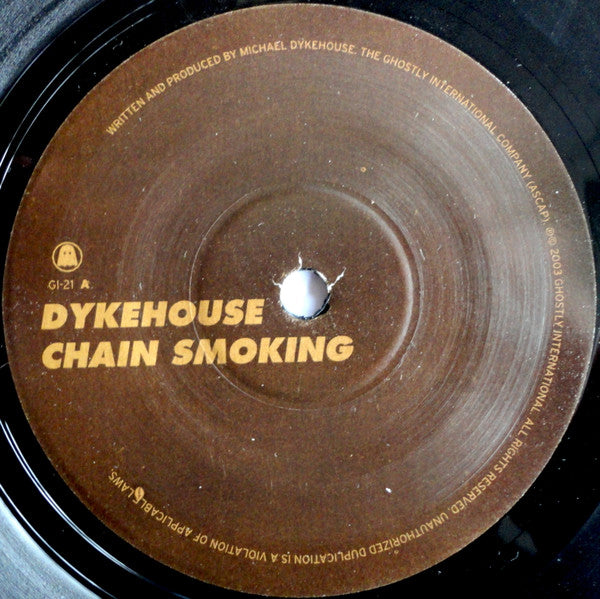 WRITTEN AND PRODUCED BY MICHAEL DYKEHOUSE. THE GHOSTLY INTERNATIONAL COMPANY (ASCAP). ℗© 2003 GHOSTLY INTERNATIONAL. ALL RIGHTS RESERVED. UNAUTHORIZED DUPLICATION IS A VIOLATION OF APPLICABLE LAWS.
GI-21 A
DYKEHOUSE
CHAIN SMOKING